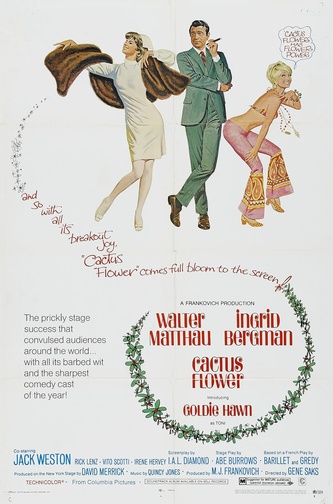 CACTUS
FLOWERS
HAS
FLOWERS
POWER!
and
so
with
all
its
breakout
joy,
"Cactus
Flower" comes full bloom to the screen!
A FRANKOVICH PRODUCTION
The prickly stage
success that
convulsed audiences
around the world...
with all its barbed wit
and the sharpest
comedy cast
of the year!
WALTER MATTHAU
INGRID BERGMAN
CACTUS
FLOWER
Introducing
GOLDIE HAWN
as TONI
Co-starring
JACK WESTON
RICK LENZ · VITO SCOTTI · IRENE HERVEY
Screenplay by
I.A.L. DIAMOND
Stage Play by
ABE BURROWS
Based on a French Play by
BARILLET and GREDY
Produced on the New York Stage by DAVID MERRICK · Music by QUINCY JONES
Produced by M.J. FRANKOVICH · Directed by GENE SAKS
TECHNICOLOR® From Columbia Pictures